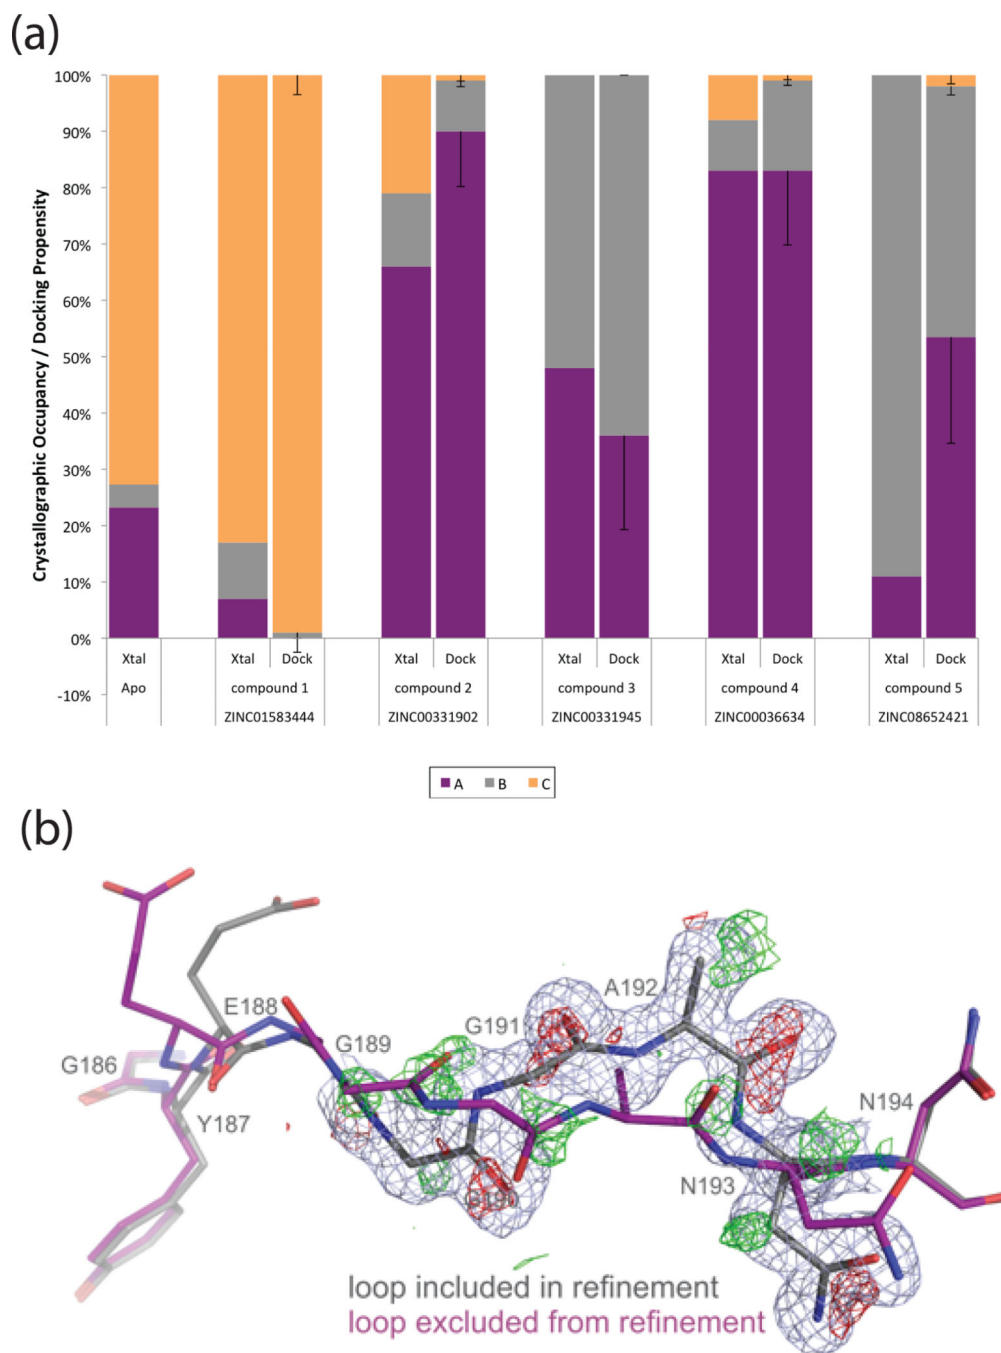 (a)
Crystallographic Occupancy / Docking Propensity
100%
90%
80%
70%
60%
50%
40%
30%
20%
10%
0%
-10%
Xtal Xtal Dock Xtal Dock Xtal Dock Xtal Dock Xtal Dock
Apo compound 1 compound 2 compound 3 compound 4 compound 5
ZINC01583444 ZINC00331902 ZINC00331945 ZINC00036634 ZINC08652421
A B C
(b)
A192
E188
G191
G189
G186
N194
Y187
N193
loop included in refinement
loop excluded from refinement